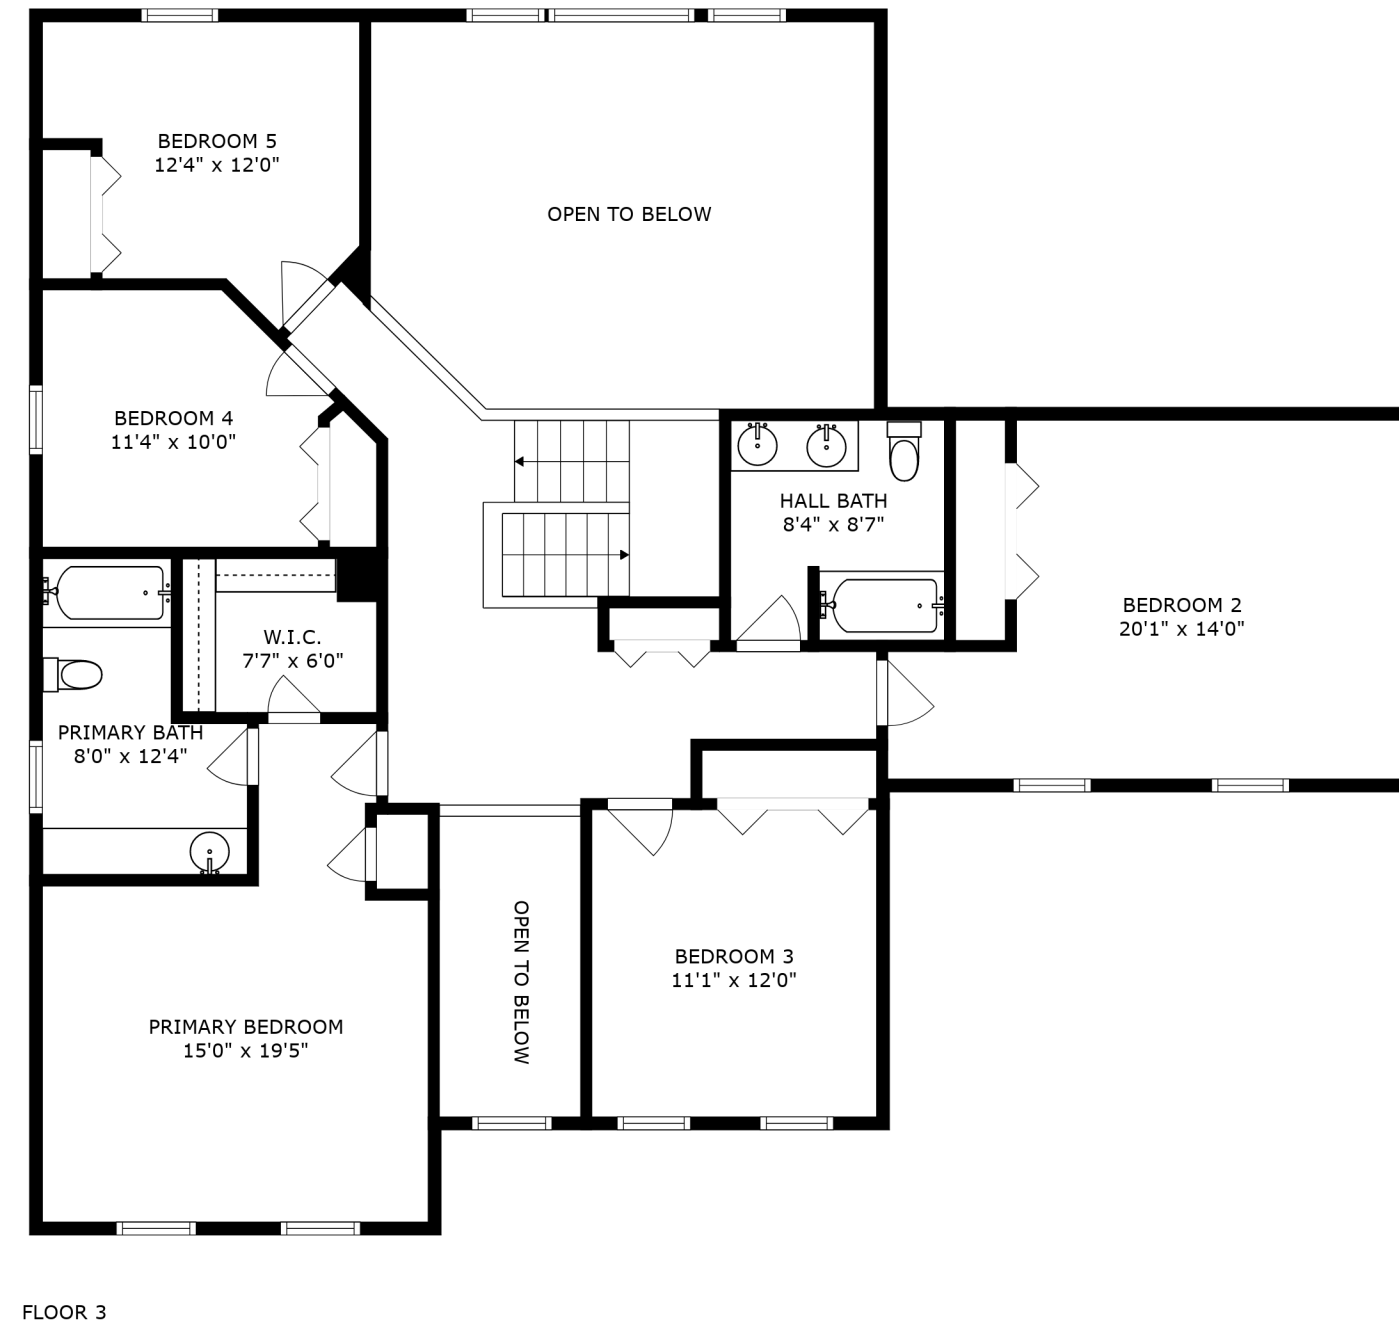 BEDROOM 5
12'4" x 12'0"
OPEN TO BELOW
BEDROOM 4
11'4" x 10'0"
HALL BATH
8'4" x 8'7"
BEDROOM 2
20'1" x 14'0"
W.I.C.
7'7" x 6'0"
PRIMARY BATH
8'0" x 12'4"
OPEN TO BELOW
BEDROOM 3
11'1" x 12'0"
PRIMARY BEDROOM
15'0" x 19'5"
FLOOR 3